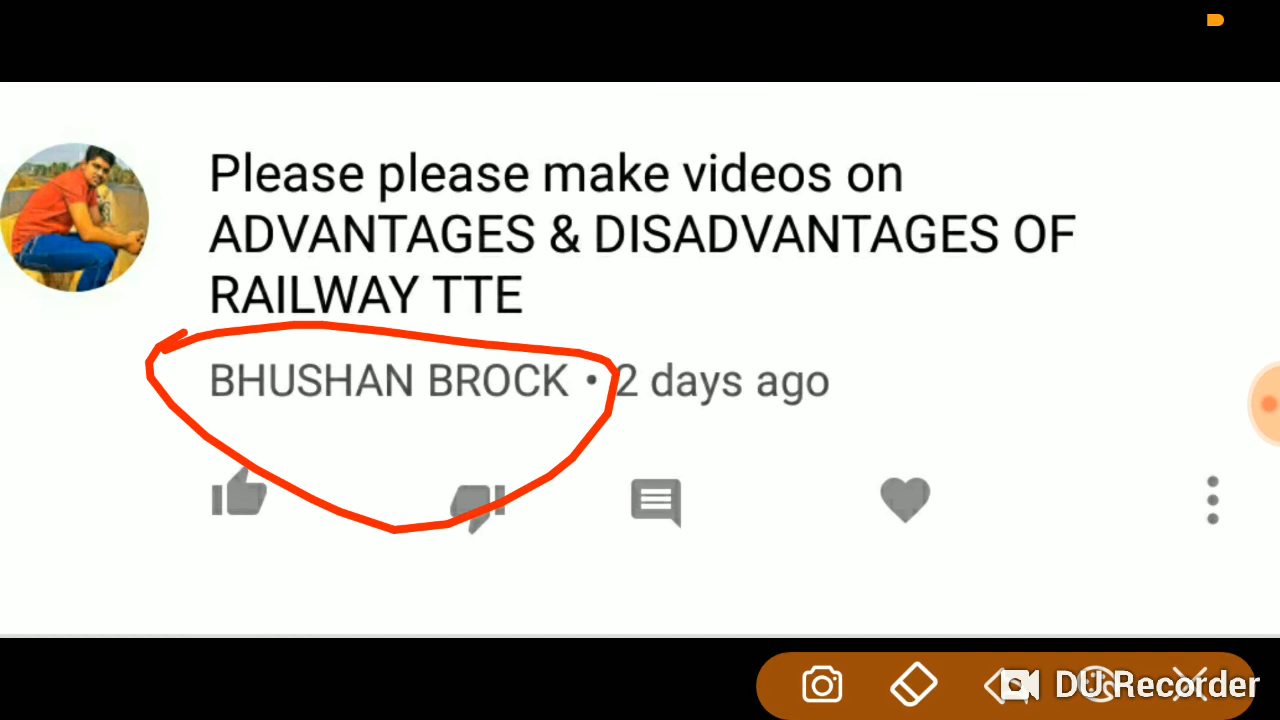 Please please make videos on
ADVANTAGES & DISADVANTAGES OF
RAILWAY TTE
BHUSHAN BROCK • 2 days ago
DU Recorder